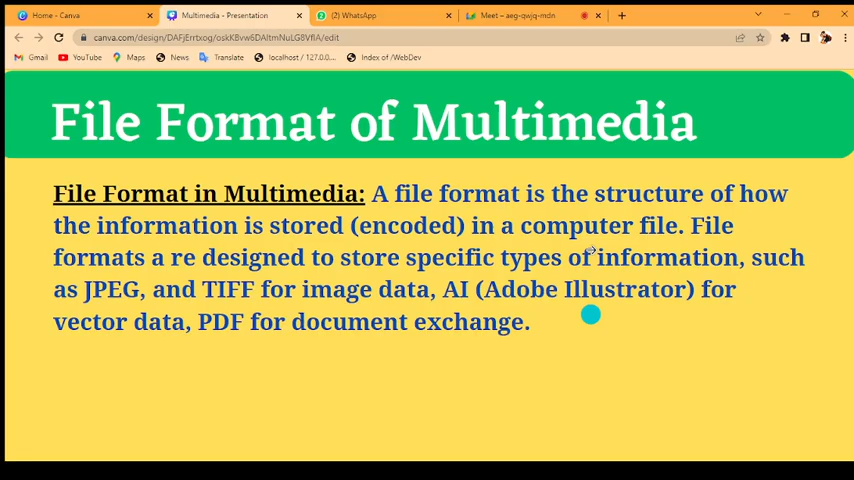 Home - Canva
Multimedia - Presentation
(2) WhatsApp
Meet – aeg-qwjq-mdn
canva.com/design/DAFjErrtxog/oskKBvw6DAltmNuLG8VflA/edit
Gmail
YouTube
Maps
News
Translate
localhost / 127.0.0...
Index of /WebDev
File Format of Multimedia
File Format in Multimedia: A file format is the structure of how
the information is stored (encoded) in a computer file. File
formats a re designed to store specific types of information, such
as JPEG, and TIFF for image data, AI (Adobe Illustrator) for
vector data, PDF for document exchange.